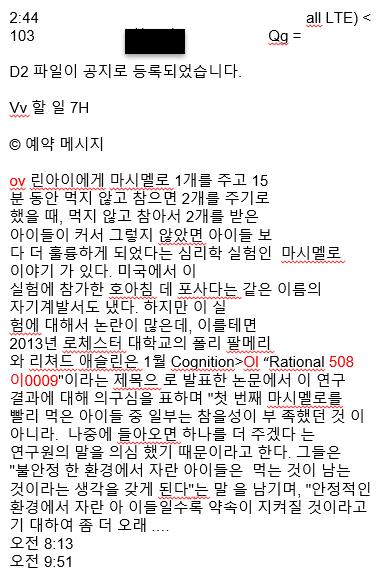 2:44 all LTE) <
103 Qg =
D2 파일이 공지로 등록되었습니다.
Vv 할 일 7H
© 예약 메시지
ov 린아이에게 마시멜로 1개를 주고 15
분 동안 먹지 않고 참으면 2개를 주기로
했을 때, 먹지 않고 참아서 2개를 받은
아이들이 커서 그렇지 않았면 아이들 보
다 더 훌륭하게 되었다는 심리학 실험인 마시멜로
이야기 가 있다. 미국에서 이
실험에 참가한 호아침 데 포사다는 같은 이름의
자기계발서도 냈다. 하지만 이 실
험에 대해서 논란이 많은데, 이를테면
2013년 로체스터 대학교의 폴리 팔메리
와 리쳐드 애슬린은 1월 Cognition>OI “Rational 508
이0009"이라는 제목으 로 발표한 논문에서 이 연구
결과에 대해 의구심을 표하며 "첫 번째 마시멜로를
빨리 먹은 아이들 중 일부는 참을성이 부 족했던 것 이
아니라. 나중에 들아오면 하나를 더 주겠다 는
연구원의 말을 의심 했기 때문이라고 한다. 그들은
"불안정 한 환경에서 자란 아이들은 먹는 것이 남는
것이라는 생각을 갖게 된다"는 말 을 남기며, "안정적인
환경에서 자란 아 이들일수록 약속이 지켜질 것이라고
기 대하여 좀 더 오래 ....
오전 8:13
오전 9:51